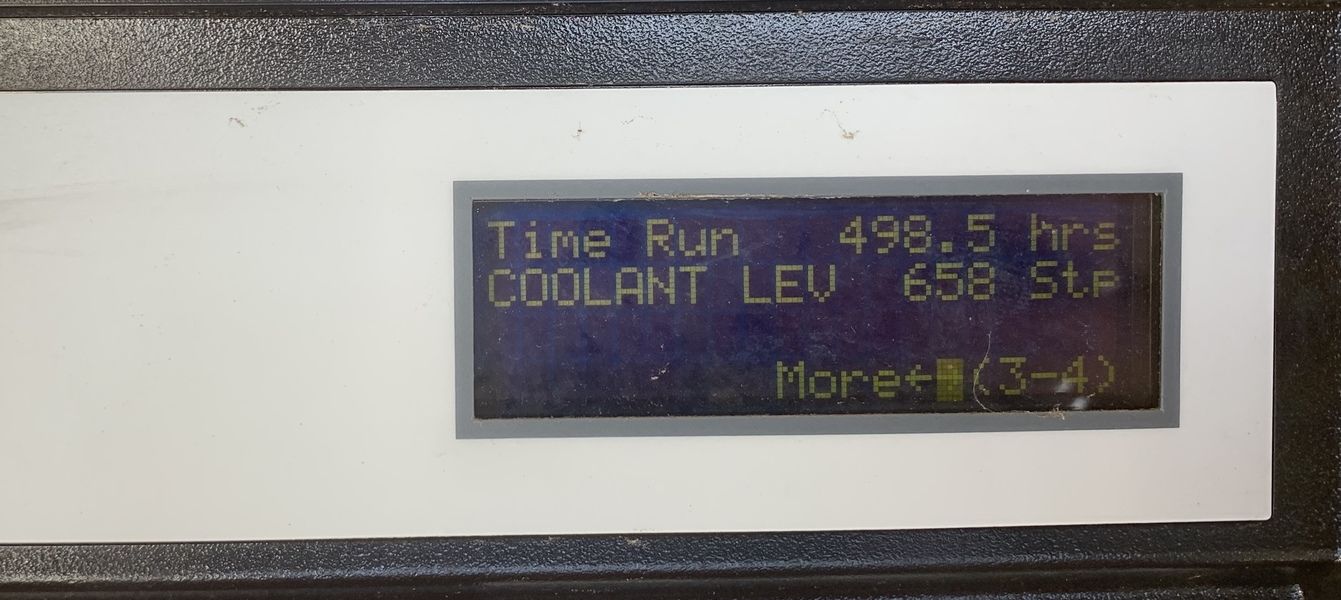 Time Run 498.5 hrs
COOLANT LEV 658 Stp
More←█(3-4)